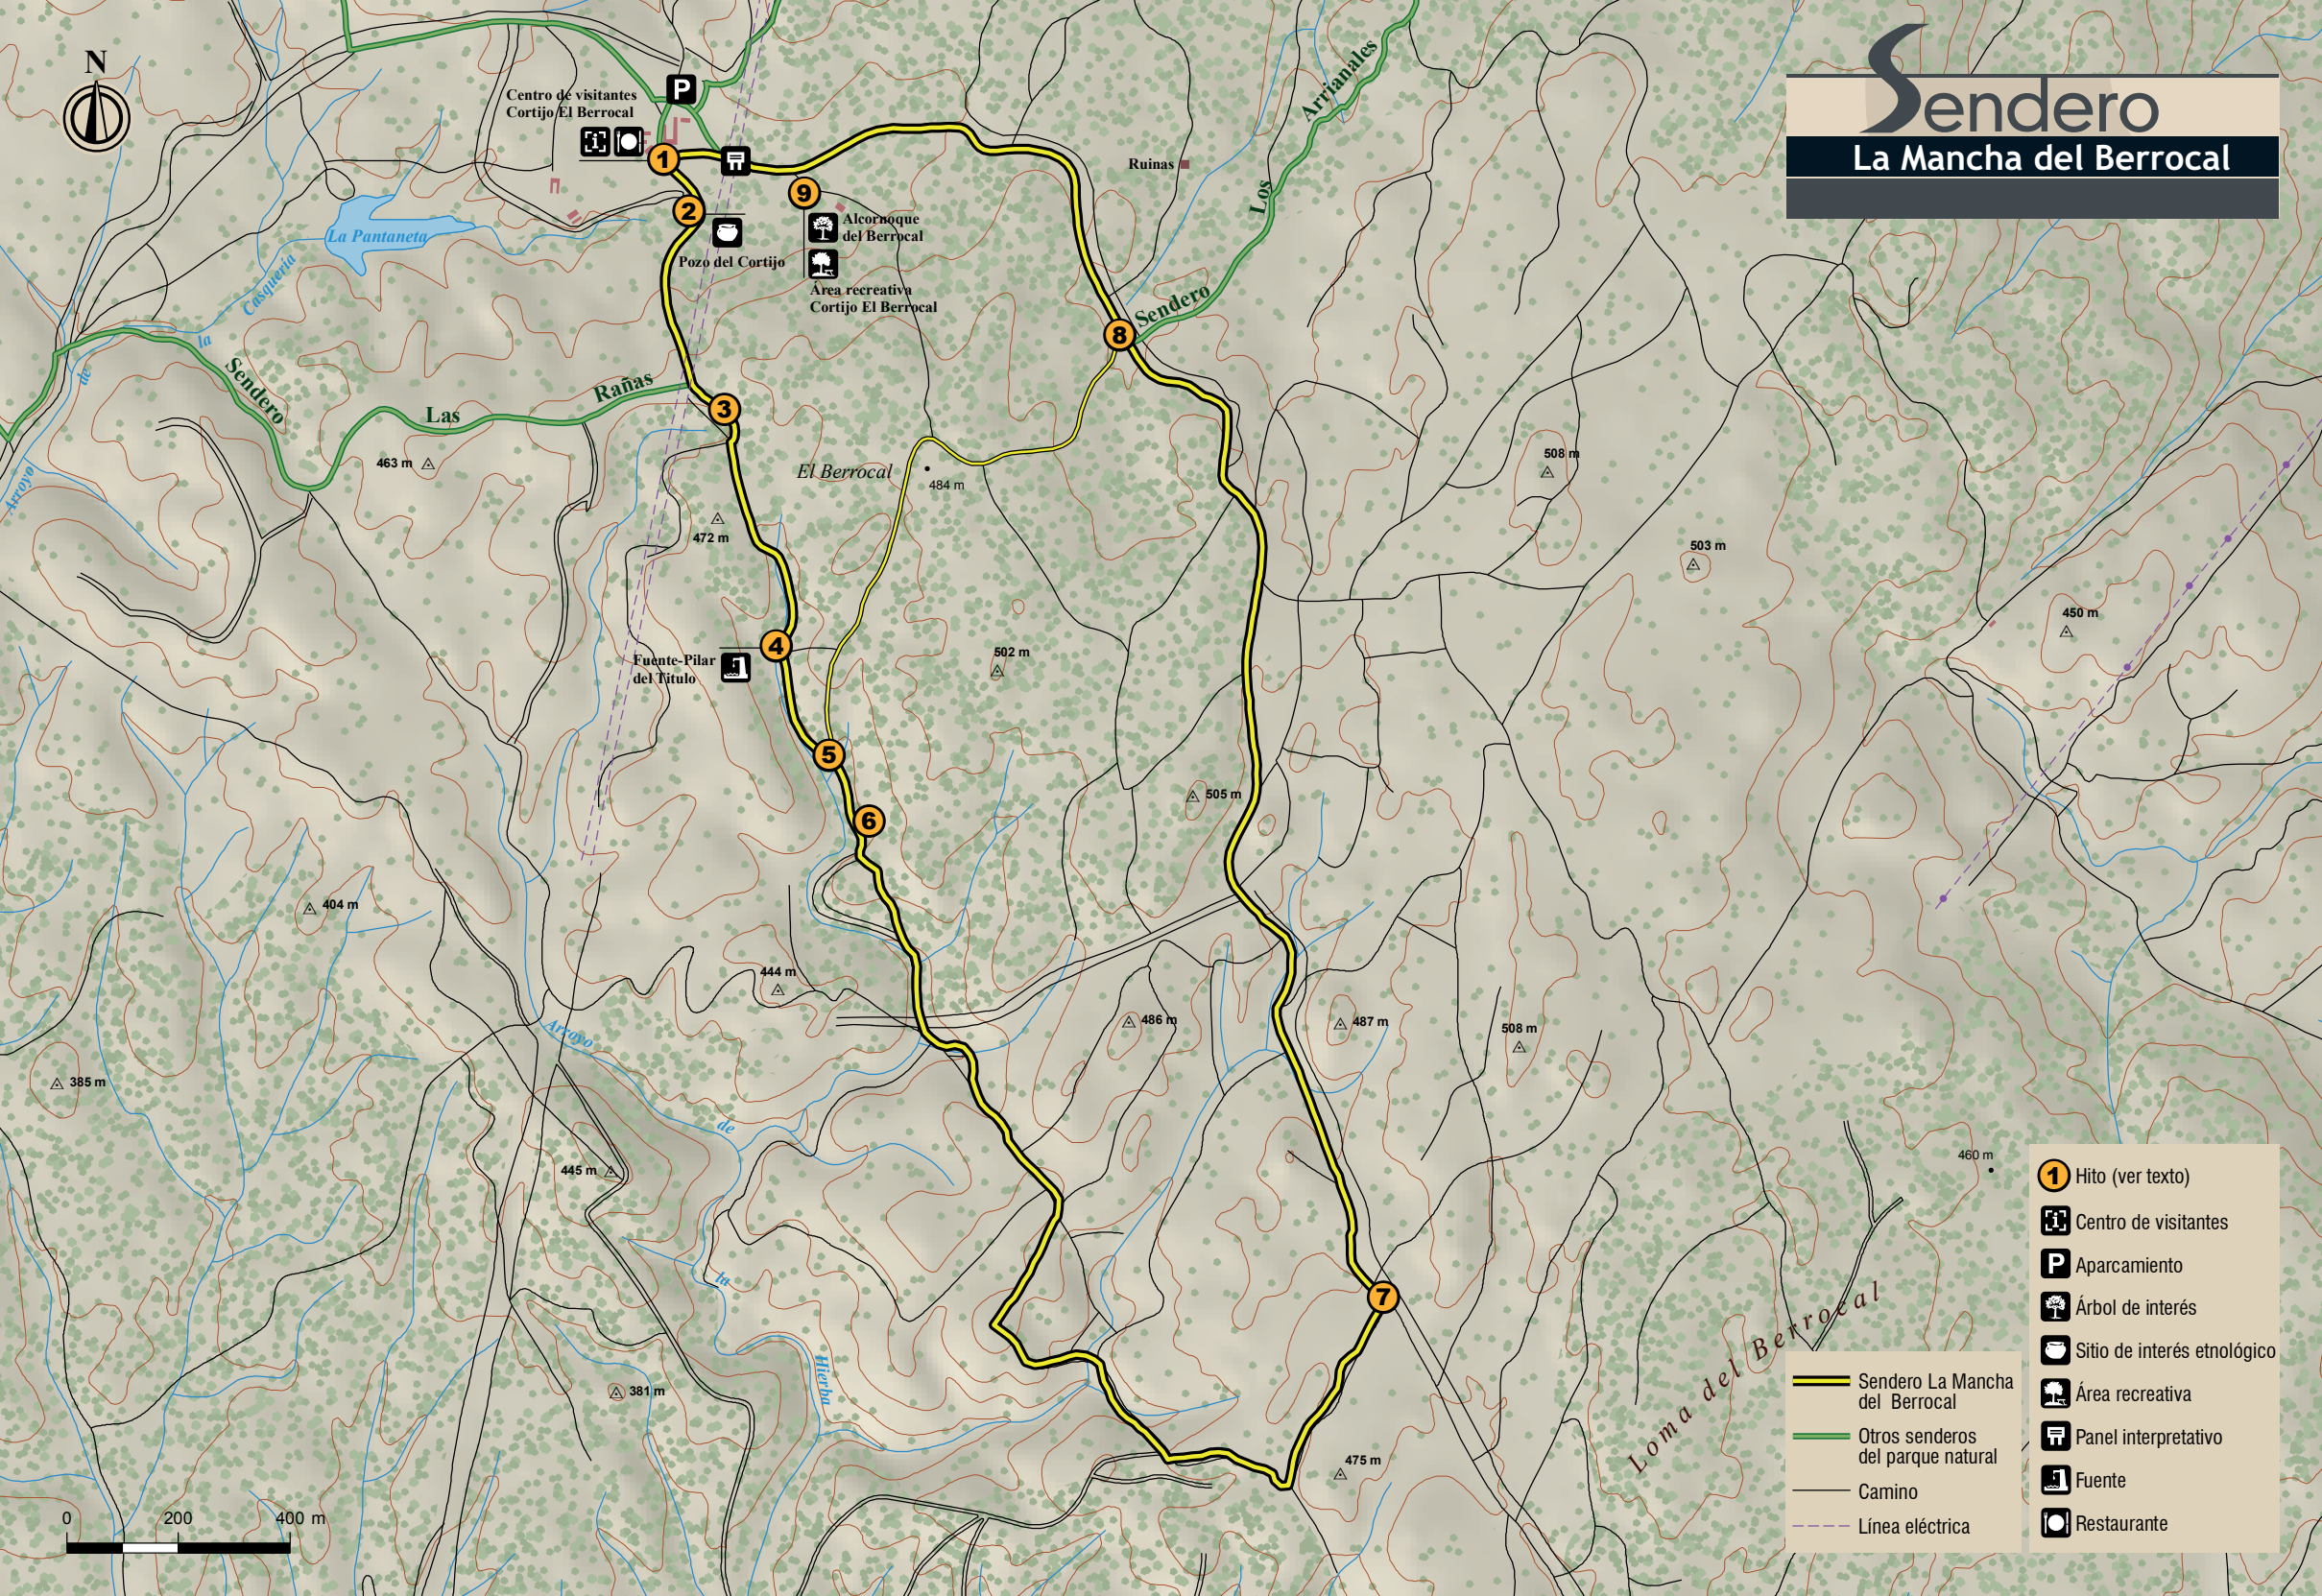 N
Sendero
La Mancha del Berrocal
Centro de visitantes
Cortijo El Berrocal
P
1
2
9
Alcornoque
del Berrocal
Pozo del Cortijo
Área recreativa
Cortijo El Berrocal
Ruinas
Los Arrianales
Sendero
8
La Pantaneta
Arroyo de la Casquería
Sendero Las Rañas
3
463 m
El Berrocal
484 m
472 m
508 m
503 m
450 m
4
Fuente-Pilar
del Titulo
502 m
5
505 m
6
404 m
444 m
486 m
487 m
508 m
385 m
Arroyo de la Hierba
445 m
460 m
7
381 m
475 m
Loma del Berrocal
0 200 400 m
Sendero La Mancha
del Berrocal
Otros senderos
del parque natural
Camino
Línea eléctrica
1 Hito (ver texto)
i Centro de visitantes
P Aparcamiento
Árbol de interés
Sitio de interés etnológico
Área recreativa
Panel interpretativo
Fuente
Restaurante